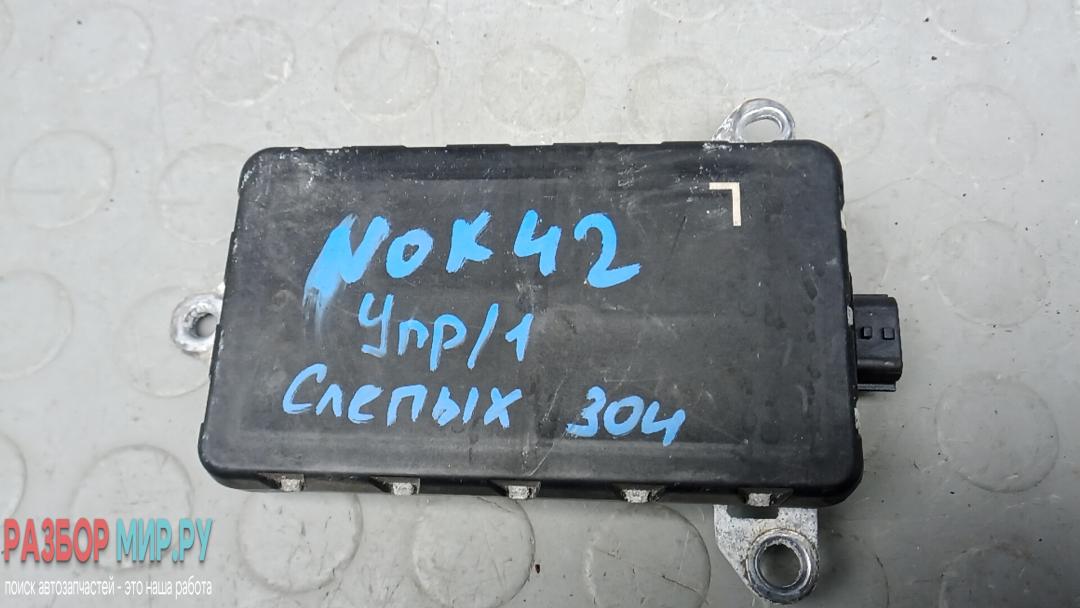 NOK42
Упр/1
Слепых зон
РАЗБОР МИР.РУ
поиск автозапчастей - это наша работа